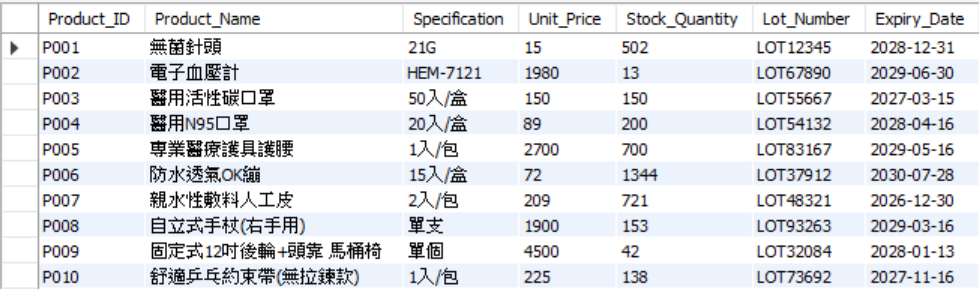 Product_ID Product_Name Specification Unit_Price Stock_Quantity Lot_Number Expiry_Date
P001 無菌針頭 21G 15 502 LOT12345 2028-12-31
P002 電子血壓計 HEM-7121 1980 13 LOT67890 2029-06-30
P003 醫用活性碳口罩 50入/盒 150 150 LOT55667 2027-03-15
P004 醫用N95口罩 20入/盒 89 200 LOT54132 2028-04-16
P005 專業醫療護具護腰 1入/包 2700 700 LOT83167 2029-05-16
P006 防水透氣OK繃 15入/盒 72 1344 LOT37912 2030-07-28
P007 親水性敷料人工皮 2入/包 209 721 LOT48321 2026-12-30
P008 自立式手杖(右手用) 單支 1900 153 LOT93263 2029-03-16
P009 固定式12吋後輪+頭靠 馬桶椅 單個 4500 42 LOT32084 2028-01-13
P010 舒適乒乓約束帶(無拉鍊款) 1入/包 225 138 LOT73692 2027-11-16